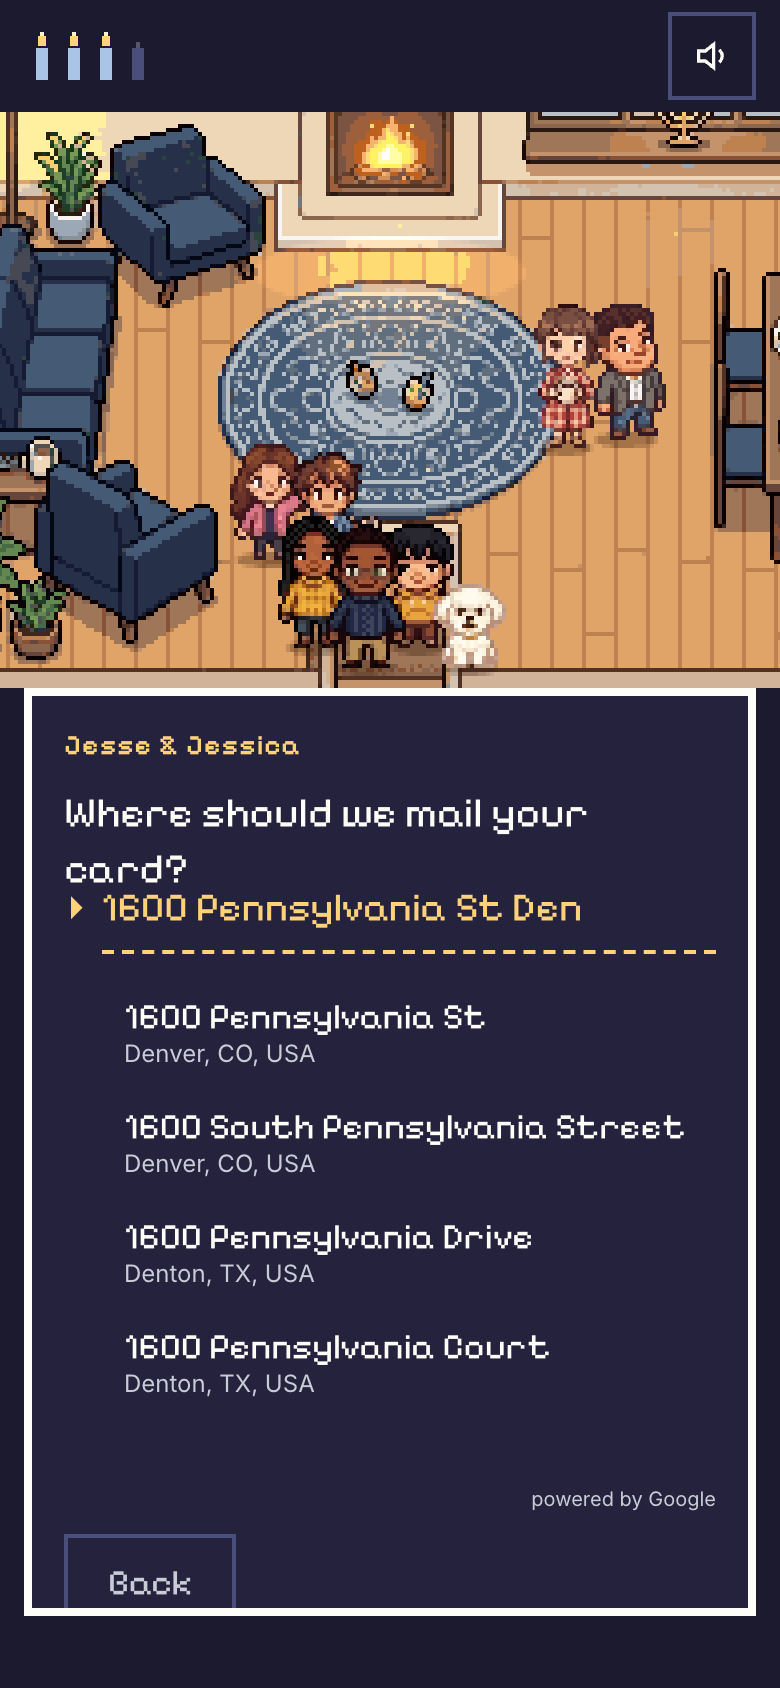 Jesse & Jessica
Where should we mail your
card?
1600 Pennsylvania St Den
1600 Pennsylvania St
Denver, CO, USA
1600 South Pennsylvania Street
Denver, CO, USA
1600 Pennsylvania Drive
Denton, TX, USA
1600 Pennsylvania Court
Denton, TX, USA
powered by Google
Back